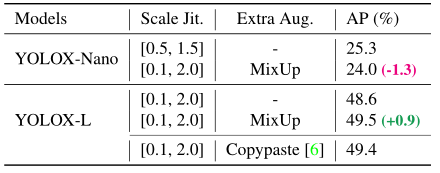 Models Scale Jit. Extra Aug. AP (%)
YOLOX-Nano [0.5, 1.5] - 25.3
[0.1, 2.0] MixUp 24.0 (-1.3)
YOLOX-L [0.1, 2.0] - 48.6
[0.1, 2.0] MixUp 49.5 (+0.9)
[0.1, 2.0] Copypaste [6] 49.4